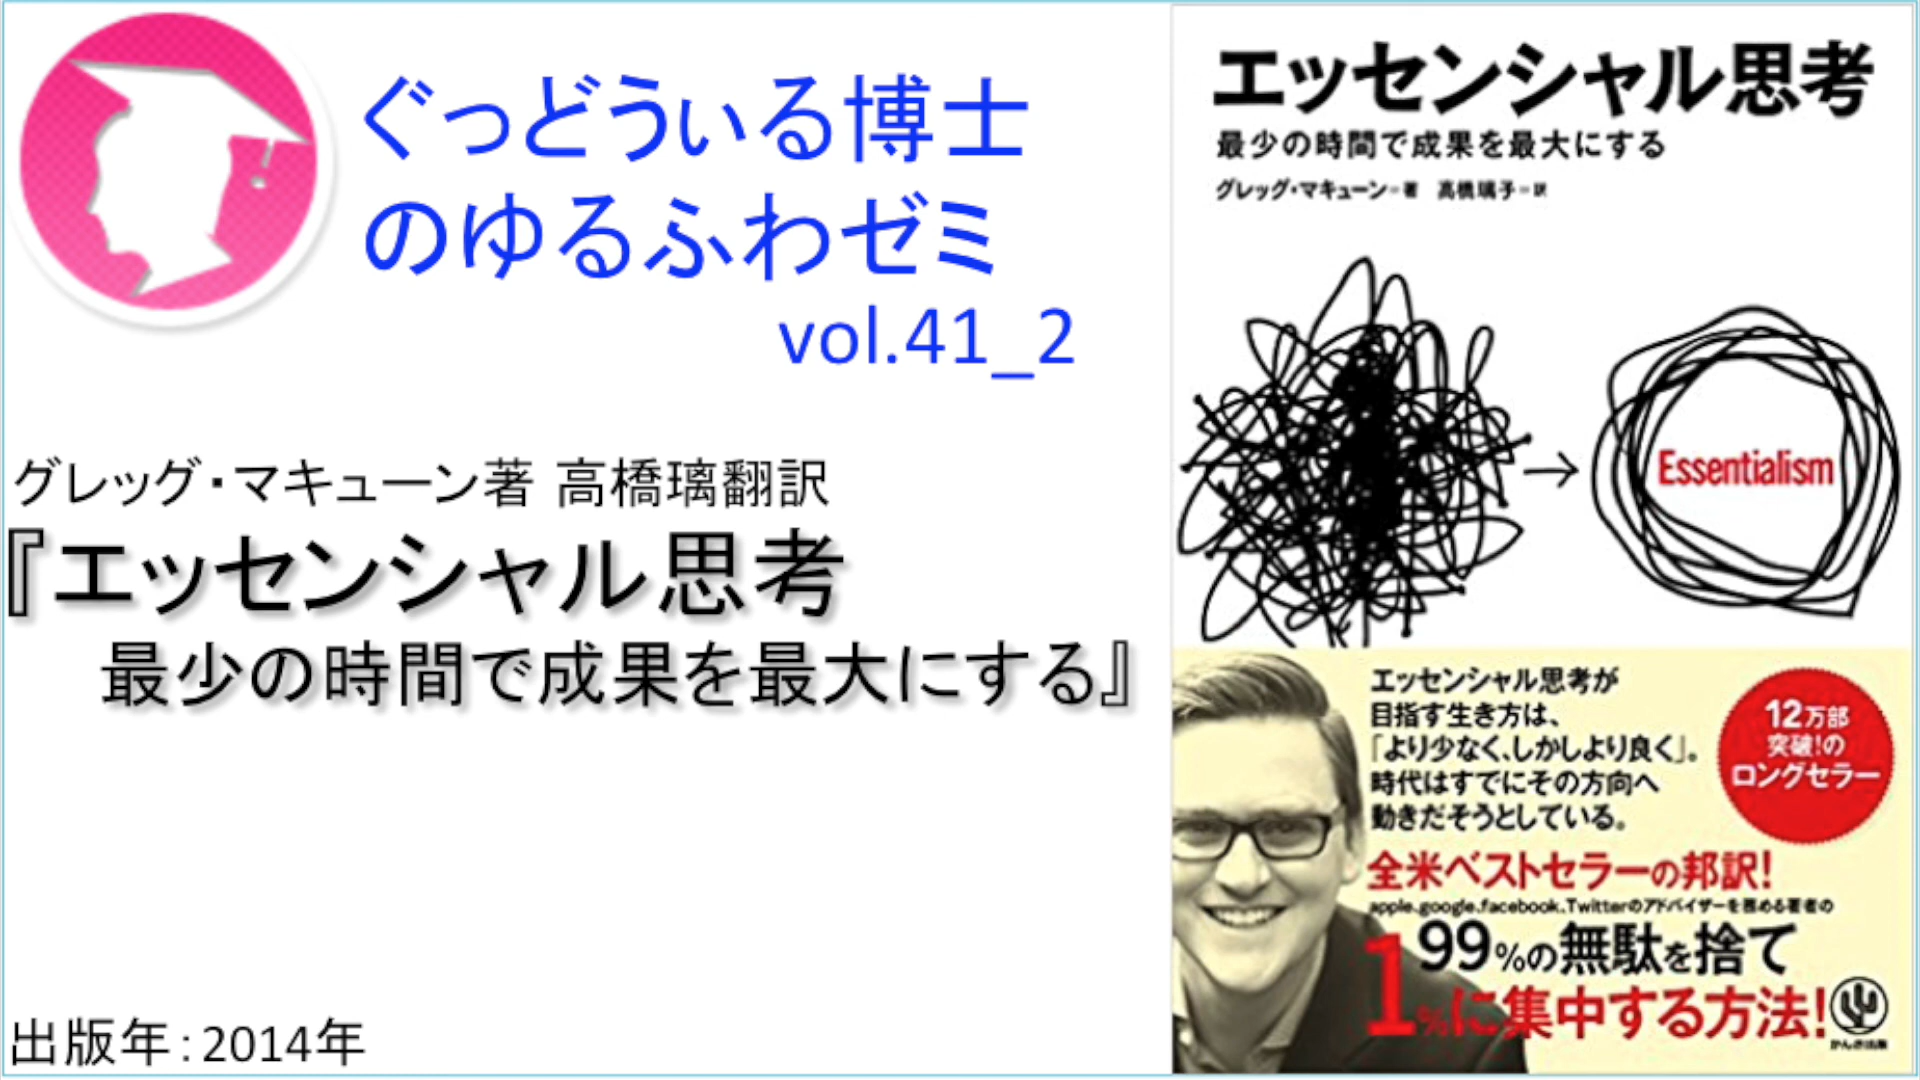 ぐっどうぃる博士
のゆるふわゼミ
vol.41_2
グレッグ・マキューン著 高橋璃翻訳
『エッセンシャル思考
最少の時間で成果を最大にする』
出版年：2014年
エッセンシャル思考
最少の時間で成果を最大にする
グレッグ・マキューン=著 高橋璃子=訳
Essentialism
エッセンシャル思考が
目指す生き方は、
「より少なく、しかしより良く」。
時代はすでにその方向へ
動きだそうとしている。
12万部
突破!の
ロングセラー
全米ベストセラーの邦訳!
apple、google、facebook、Twitterのアドバイザーを務める著者の
99%の無駄を捨て
1%に集中する方法!
かんき出版